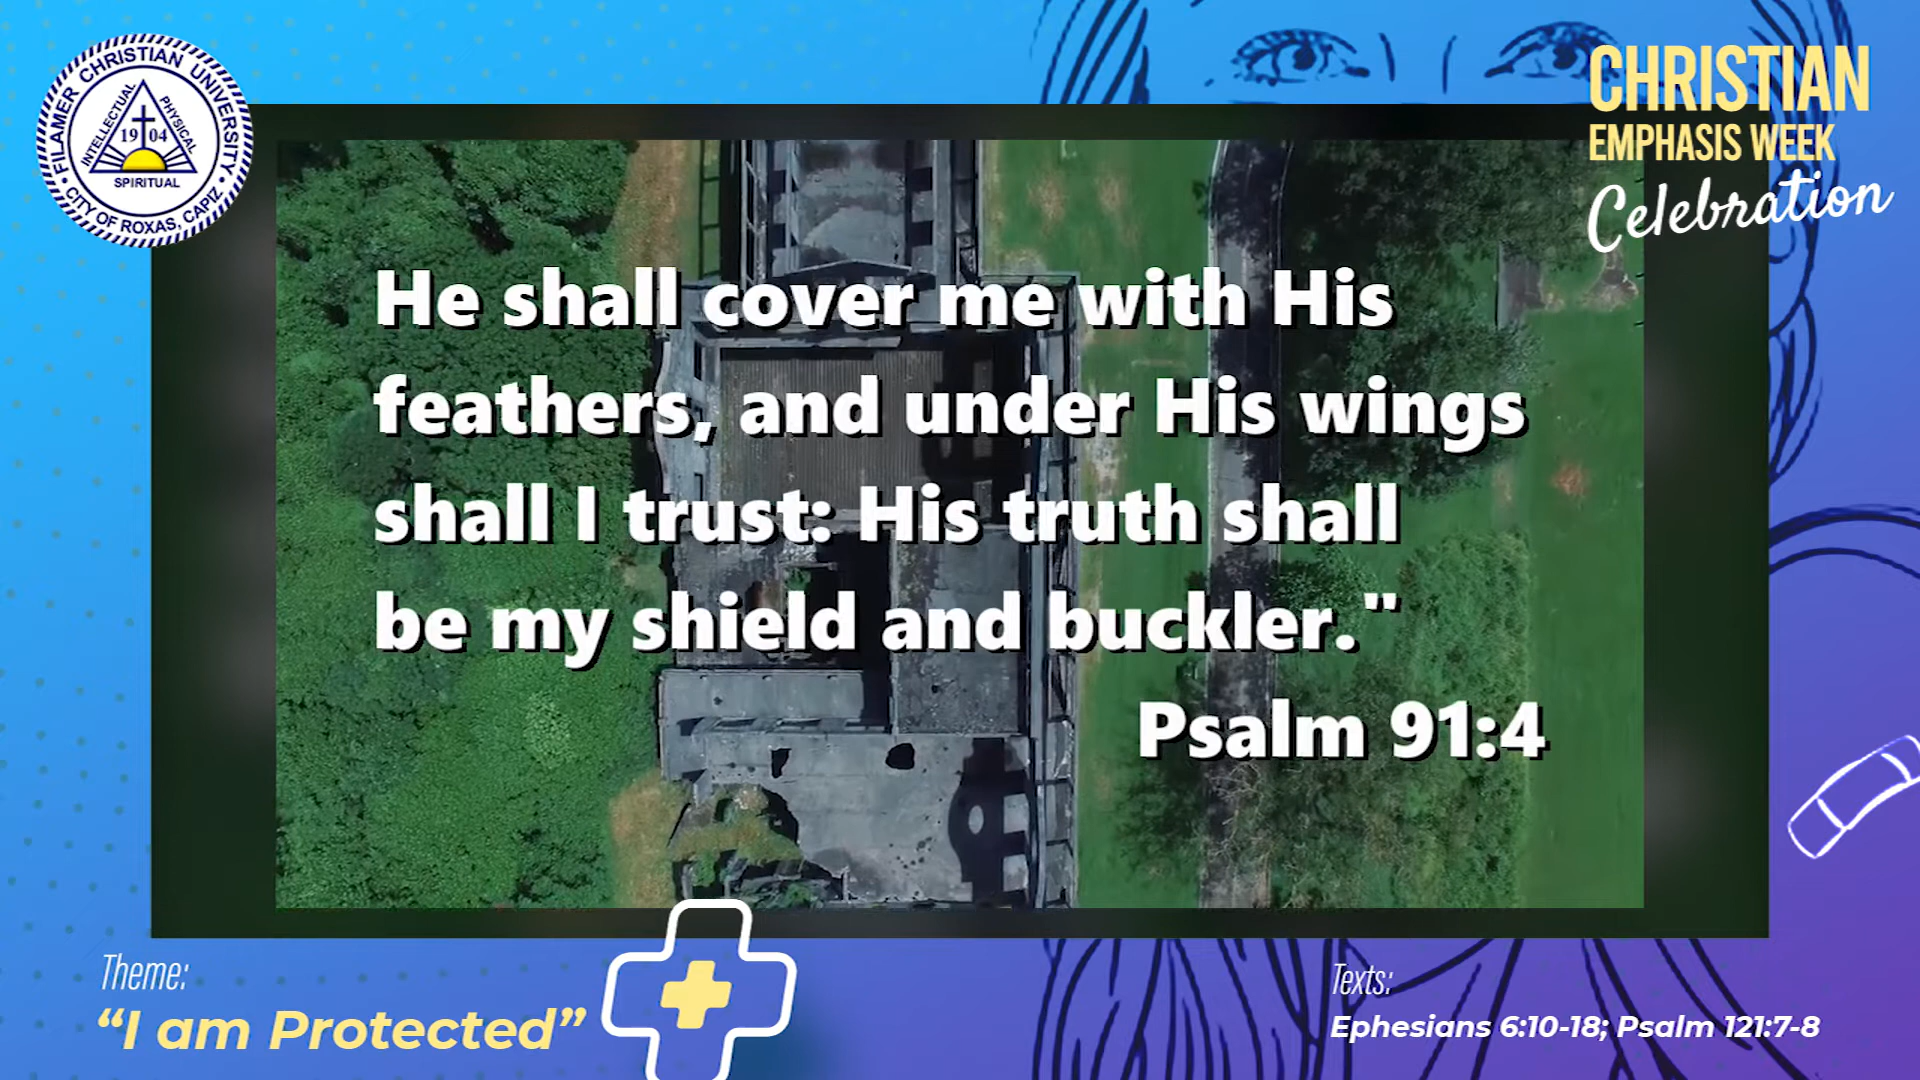 FILAMER CHRISTIAN UNIVERSITY
INTELLECTUAL
PHYSICAL
1904
SPIRITUAL
CITY OF ROXAS, CAPIZ
CHRISTIAN
EMPHASIS WEEK
Celebration
He shall cover me with His
feathers, and under His wings
shall I trust: His truth shall
be my shield and buckler."
Psalm 91:4
Theme:
“I am Protected”
Texts:
Ephesians 6:10-18; Psalm 121:7-8